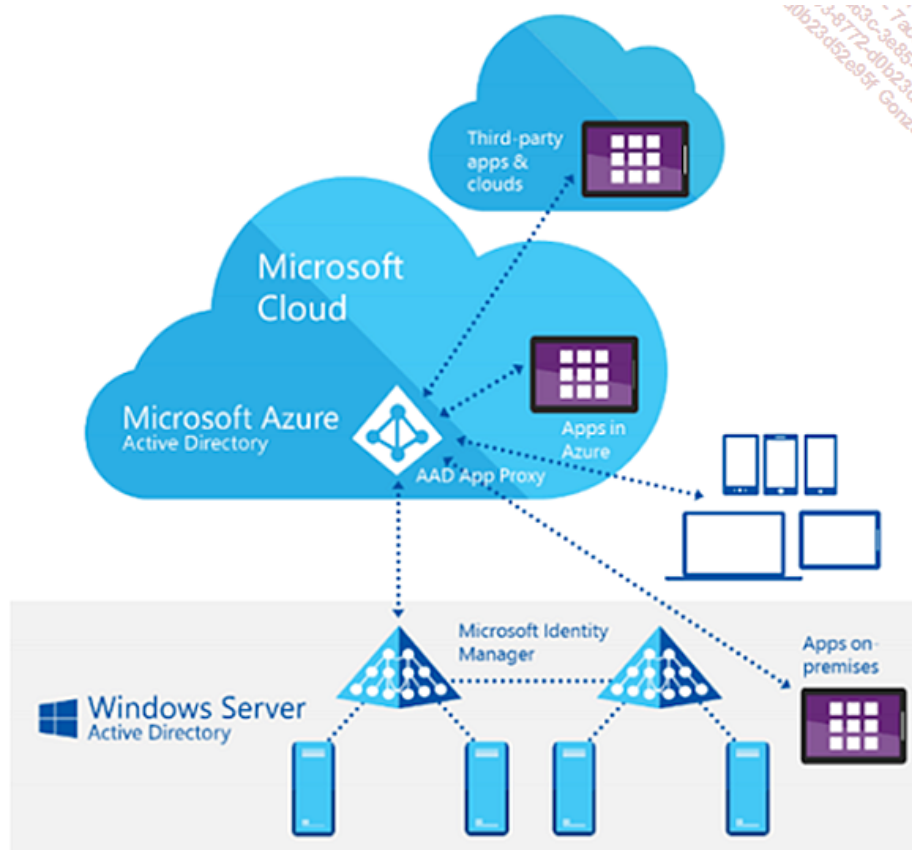 Third-party
apps &
clouds
Microsoft
Cloud
Microsoft Azure
Active Directory
Apps in
Azure
AAD App Proxy
Microsoft Identity
Manager
Apps on-
premises
Windows Server
Active Directory